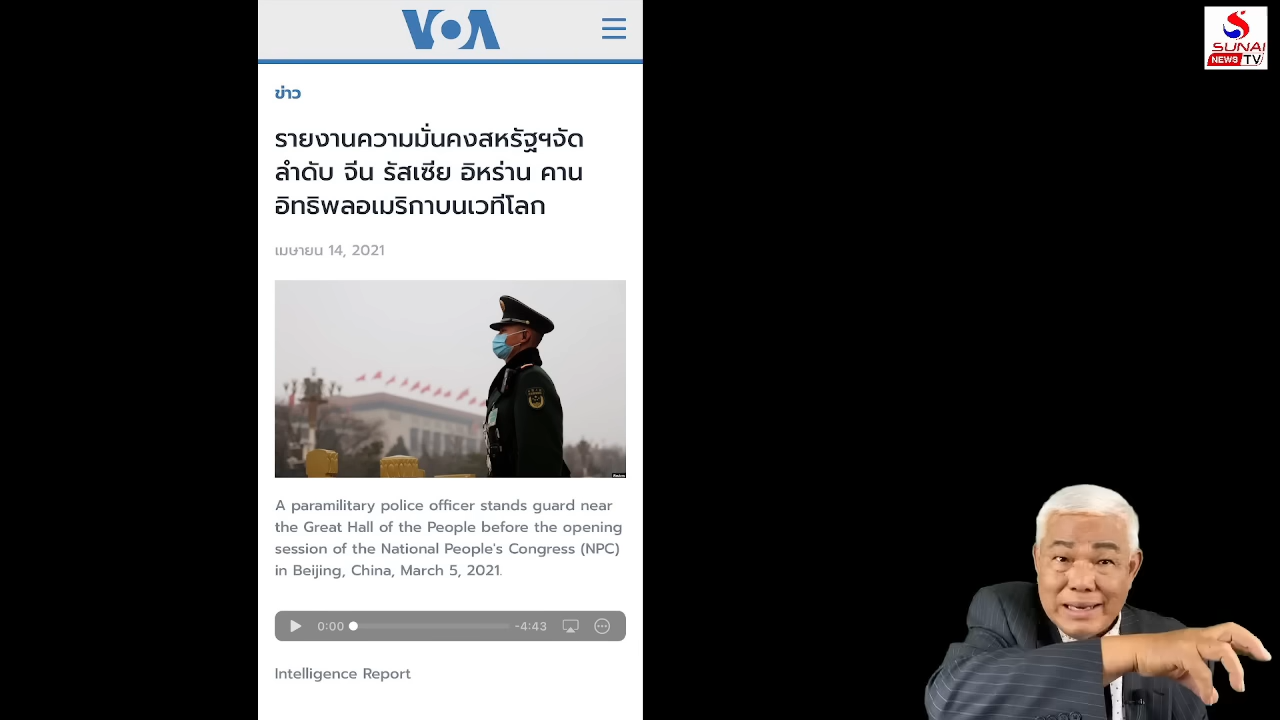 VOA
SUNAI
NEWS TV
ข่าว
รายงานความมั่นคงสหรัฐฯจัด
ลำดับ จีน รัสเซีย อิหร่าน คาน
อิทธิพลอเมริกาบนเวทีโลก
เมษายน 14, 2021
A paramilitary police officer stands guard near
the Great Hall of the People before the opening
session of the National People's Congress (NPC)
in Beijing, China, March 5, 2021.
0:00 -4:43
Intelligence Report